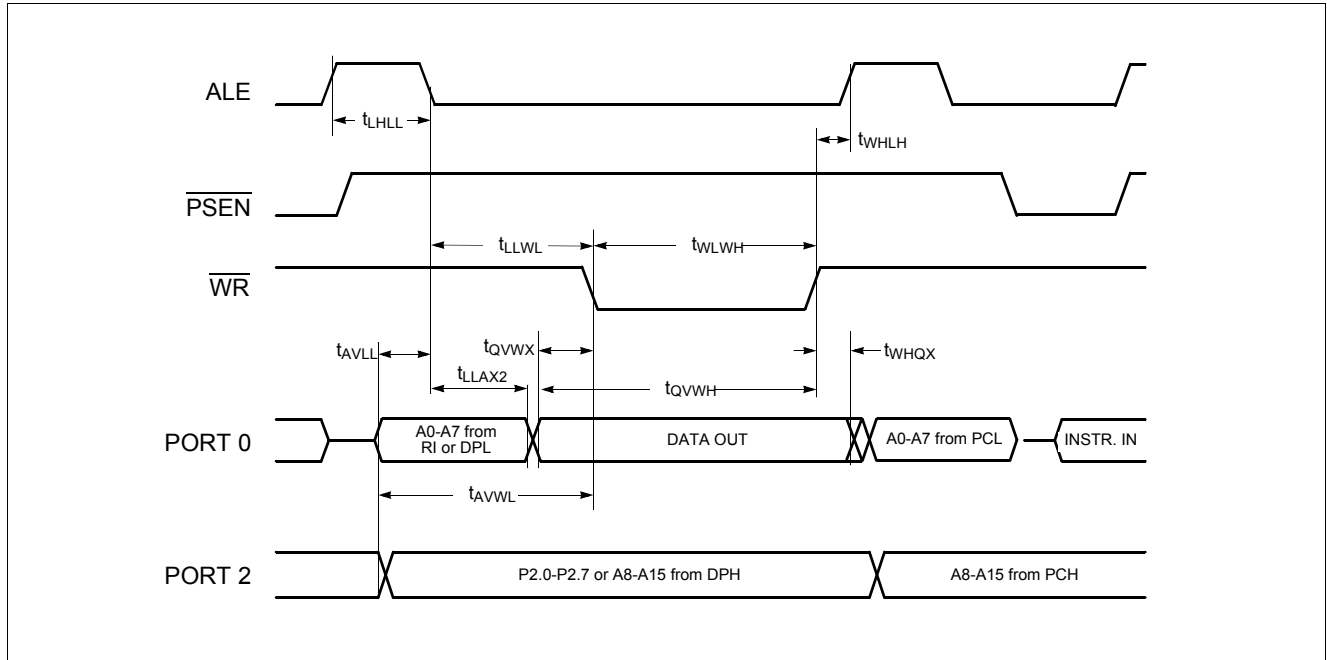 ALE
tLHLL
tWHLH
PSEN
tLLWL
tWLWH
WR
tAVLL
tQVWX
tWHQX
tLLAX2
tQVWH
PORT 0
A0-A7 from
RI or DPL
DATA OUT
A0-A7 from PCL
INSTR. IN
tAVWL
PORT 2
P2.0-P2.7 or A8-A15 from DPH
A8-A15 from PCH